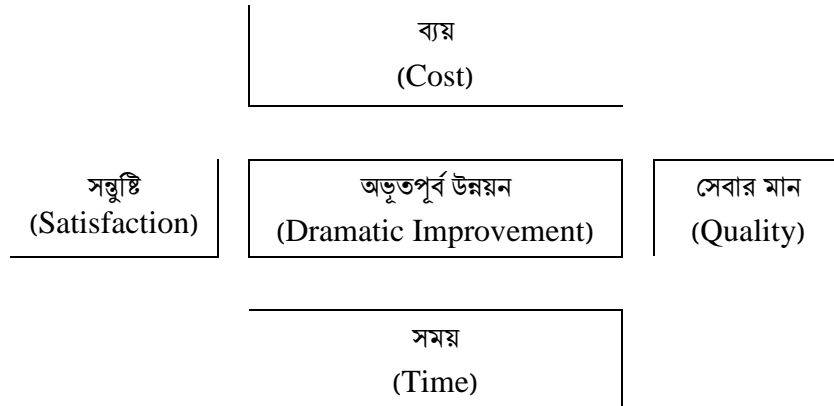 ব্যয়
(Cost)
সন্তুষ্টি
(Satisfaction)
অভূতপূর্ব উন্নয়ন
(Dramatic Improvement)
সেবার মান
(Quality)
সময়
(Time)